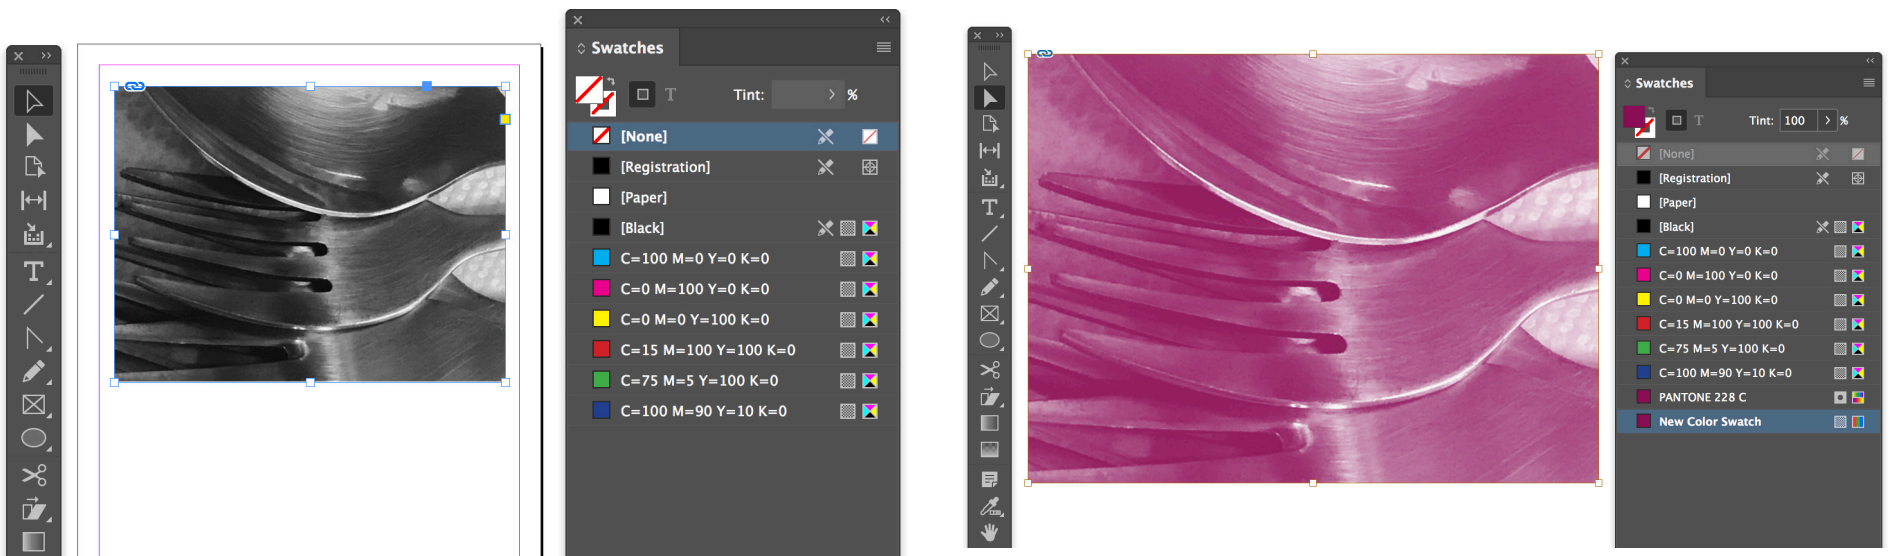 Swatches
T
Tint:
%
[None]
[Registration]
[Paper]
[Black]
C=100 M=0 Y=0 K=0
C=0 M=100 Y=0 K=0
C=0 M=0 Y=100 K=0
C=15 M=100 Y=100 K=0
C=75 M=5 Y=100 K=0
C=100 M=90 Y=10 K=0
Swatches
T
Tint: 100
%
[None]
[Registration]
[Paper]
[Black]
C=100 M=0 Y=0 K=0
C=0 M=100 Y=0 K=0
C=0 M=0 Y=100 K=0
C=15 M=100 Y=100 K=0
C=75 M=5 Y=100 K=0
C=100 M=90 Y=10 K=0
PANTONE 228 C
New Color Swatch